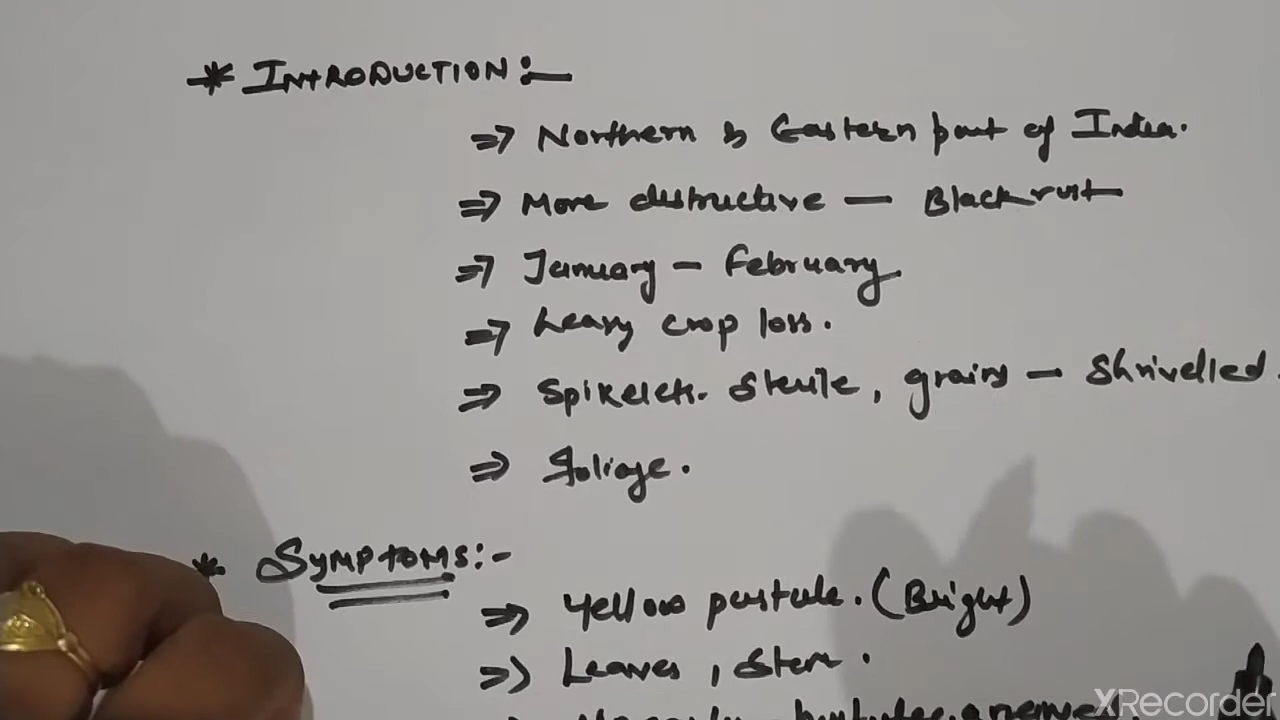 * INTRODUCTION:-
⇒ Northern & Eastern part of India.
⇒ More destructive — Black rust
⇒ January - February
⇒ Heavy crop loss.
⇒ Spikelets. Sterile, grains - Shrivelled.
⇒ foliage.
* SYMPTOMS:-
⇒ Yellow pustule. (Bright)
⇒ Leaves, Stem.
XRecorder